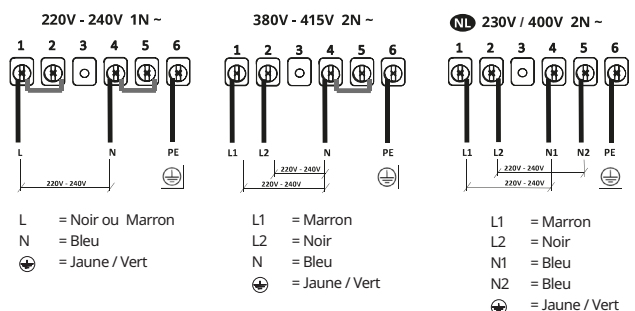 220V - 240V 1N ~
1 2 3 4 5 6
L N PE
220V - 240V
L = Noir ou Marron
N = Bleu
= Jaune / Vert
380V - 415V 2N ~
1 2 3 4 5 6
L1 L2 N PE
220V - 240V
220V - 240V
L1 = Marron
L2 = Noir
N = Bleu
= Jaune / Vert
NL 230V / 400V 2N ~
1 2 3 4 5 6
L1 L2 N1 N2 PE
220V - 240V
220V - 240V
L1 = Marron
L2 = Noir
N1 = Bleu
N2 = Bleu
= Jaune / Vert